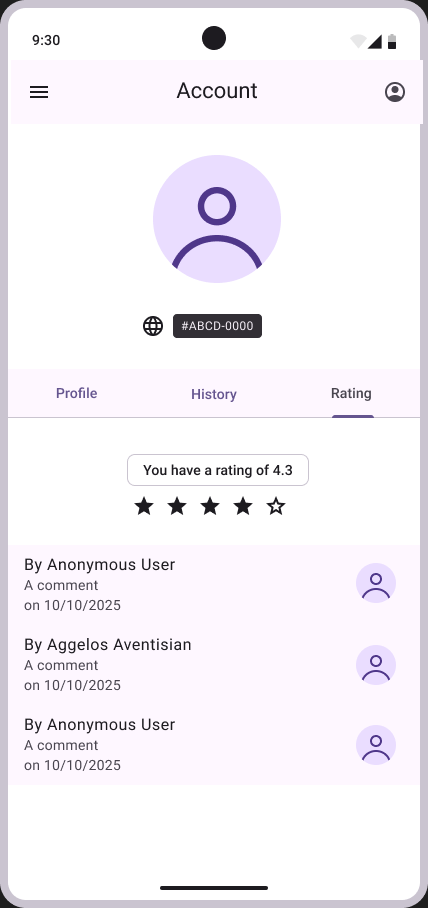 9:30
Account
#ABCD-0000
Profile
History
Rating
You have a rating of 4.3
By Anonymous User
A comment
on 10/10/2025
By Aggelos Aventisian
A comment
on 10/10/2025
By Anonymous User
A comment
on 10/10/2025